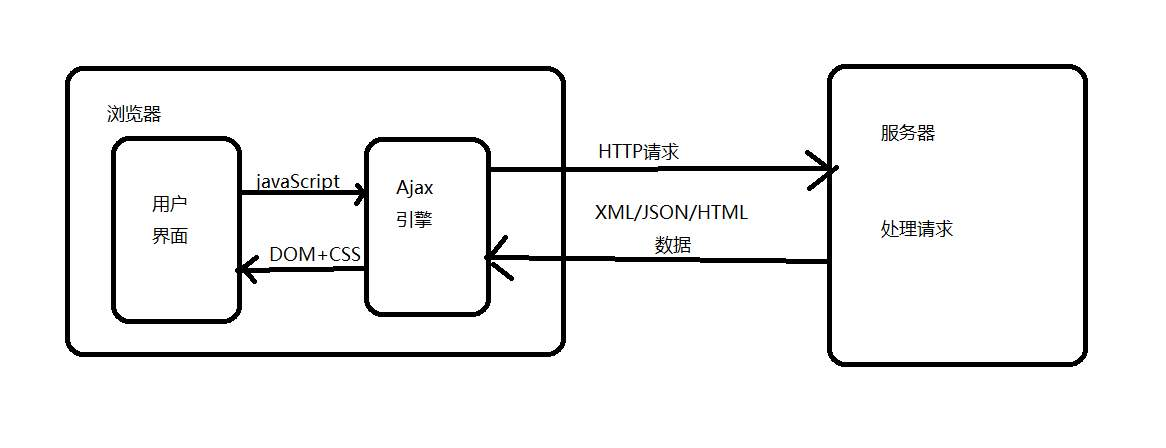 浏览器
用户
界面
javaScript
DOM+CSS
Ajax
引擎
HTTP请求
XML/JSON/HTML
数据
服务器
处理请求